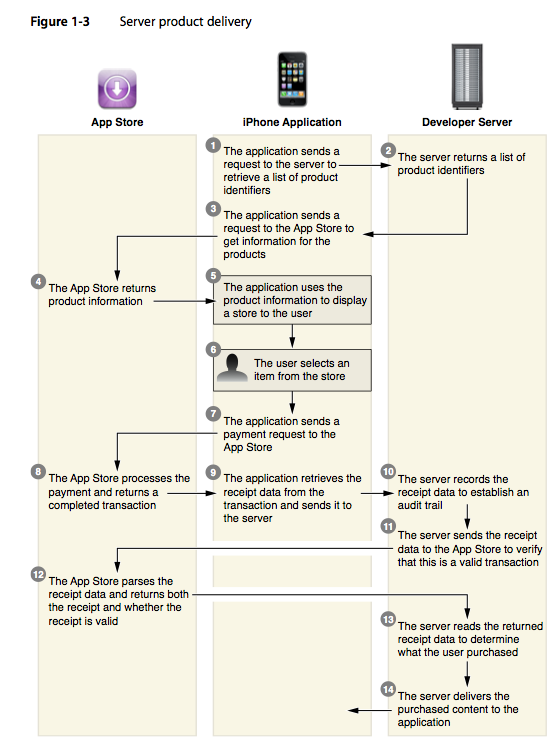 Figure 1-3 Server product delivery
App Store
iPhone Application
Developer Server
1
The application sends a
request to the server to
retrieve a list of product
identifiers
2
The server returns a list of
product identifiers
3
The application sends a
request to the App Store to
get information for the
products
4
The App Store returns
product information
5
The application uses the
product information to display
a store to the user
6
The user selects an
item from the store
7
The application sends a
payment request to the
App Store
8
The App Store processes the
payment and returns a
completed transaction
9
The application retrieves the
receipt data from the
transaction and sends it to
the server
10
The server records the
receipt data to establish an
audit trail
11
The server sends the receipt
data to the App Store to verify
that this is a valid transaction
12
The App Store parses the
receipt data and returns both
the receipt and whether the
receipt is valid
13
The server reads the returned
receipt data to determine
what the user purchased
14
The server delivers the
purchased content to the
application